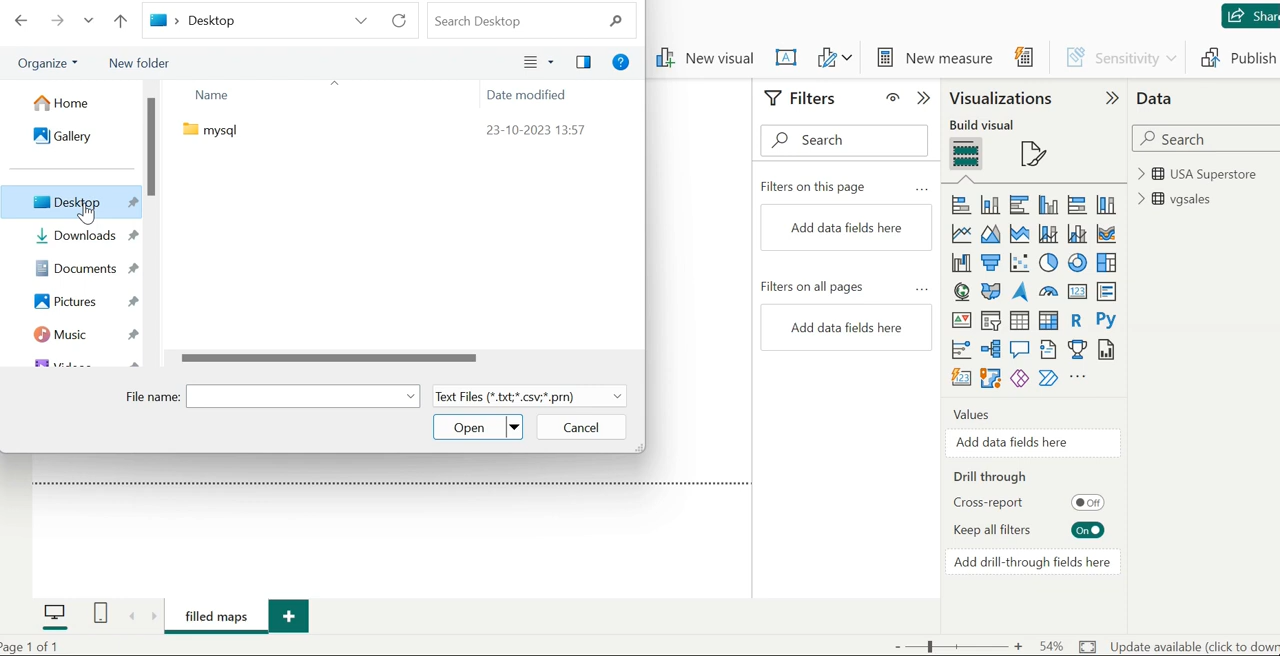 Desktop
Search Desktop
Organize
New folder
Home
Gallery
Desktop
Downloads
Documents
Pictures
Music
Name
Date modified
mysql
23-10-2023 13:57
File name:
Text Files (*.txt;*.csv;*.prn)
Open
Cancel
Share
New visual
New measure
Sensitivity
Publish
Filters
Search
Filters on this page
Add data fields here
Filters on all pages
Add data fields here
Visualizations
Build visual
123
R
Py
123
Values
Add data fields here
Drill through
Cross-report
Off
Keep all filters
On
Add drill-through fields here
Data
Search
USA Superstore
vgsales
filled maps
Page 1 of 1
54%
Update available (click to down